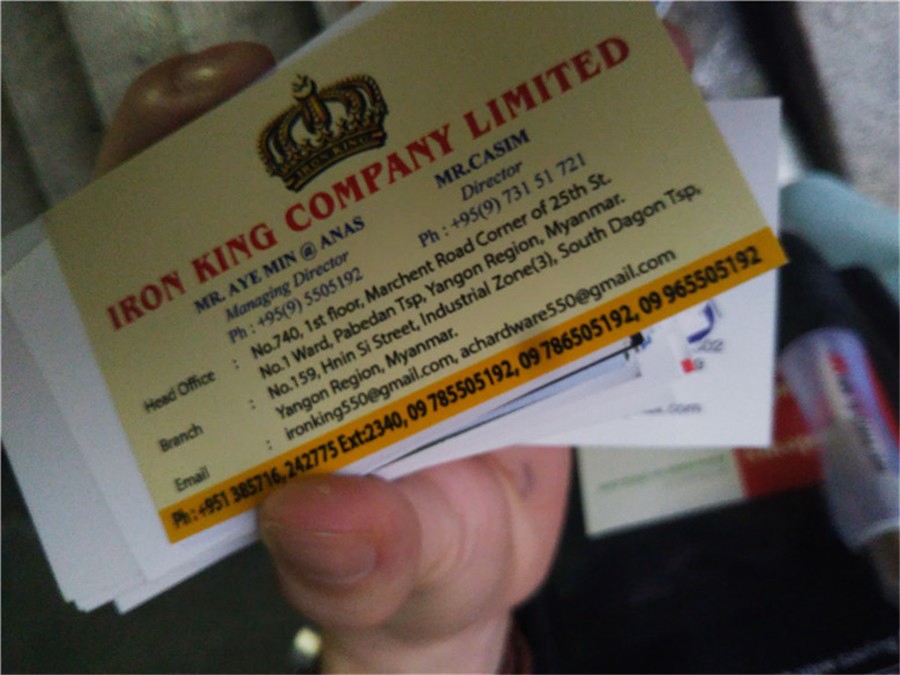 IRON KING
IRON KING COMPANY LIMITED
MR. AYE MIN @ ANAS
Managing Director
Ph : +95(9) 5505192
MR.CASIM
Director
Ph : +95(9) 731 51 721
Head Office : No.740, 1st floor, Marchent Road Corner of 25th St.
No.1 Ward, Pabedan Tsp, Yangon Region, Myanmar.
Branch : No.159, Hnin Si Street, Industrial Zone(3), South Dagon Tsp,
Yangon Region, Myanmar.
Email : ironking550@gmail.com, achardware550@gmail.com
Ph : +951 385716, 242775 Ext:2340, 09 785505192, 09 786505192, 09 965505192